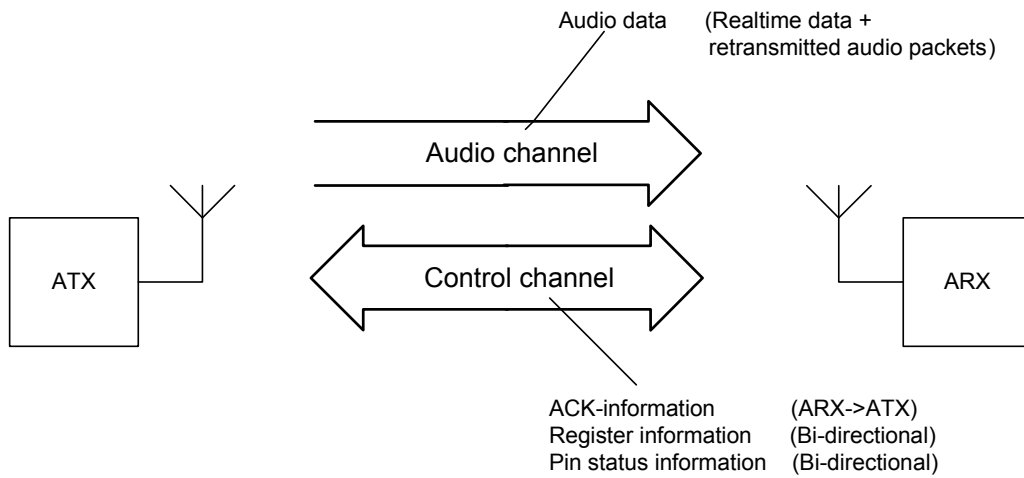 Audio data (Realtime data +
retransmitted audio packets)
Audio channel
ATX
Control channel
ARX
ACK-information (ARX->ATX)
Register information (Bi-directional)
Pin status information (Bi-directional)